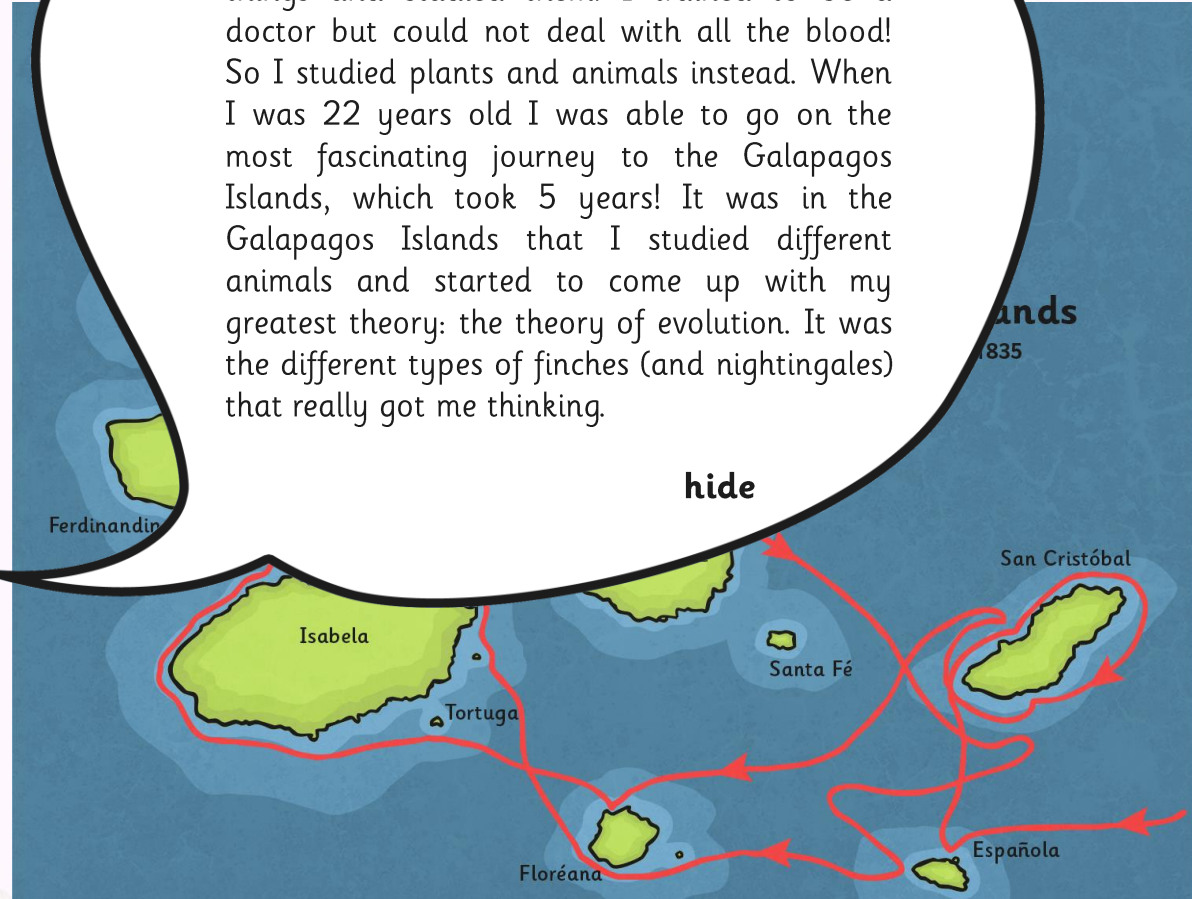 doctor but could not deal with all the blood!
So I studied plants and animals instead. When
I was 22 years old I was able to go on the
most fascinating journey to the Galapagos
Islands, which took 5 years! It was in the
Galapagos Islands that I studied different
animals and started to come up with my
greatest theory: the theory of evolution. It was
the different types of finches (and nightingales)
that really got me thinking.
hide
ands
1835
Ferdinandin
San Cristóbal
Isabela
Santa Fé
Tortuga
Española
Floréana